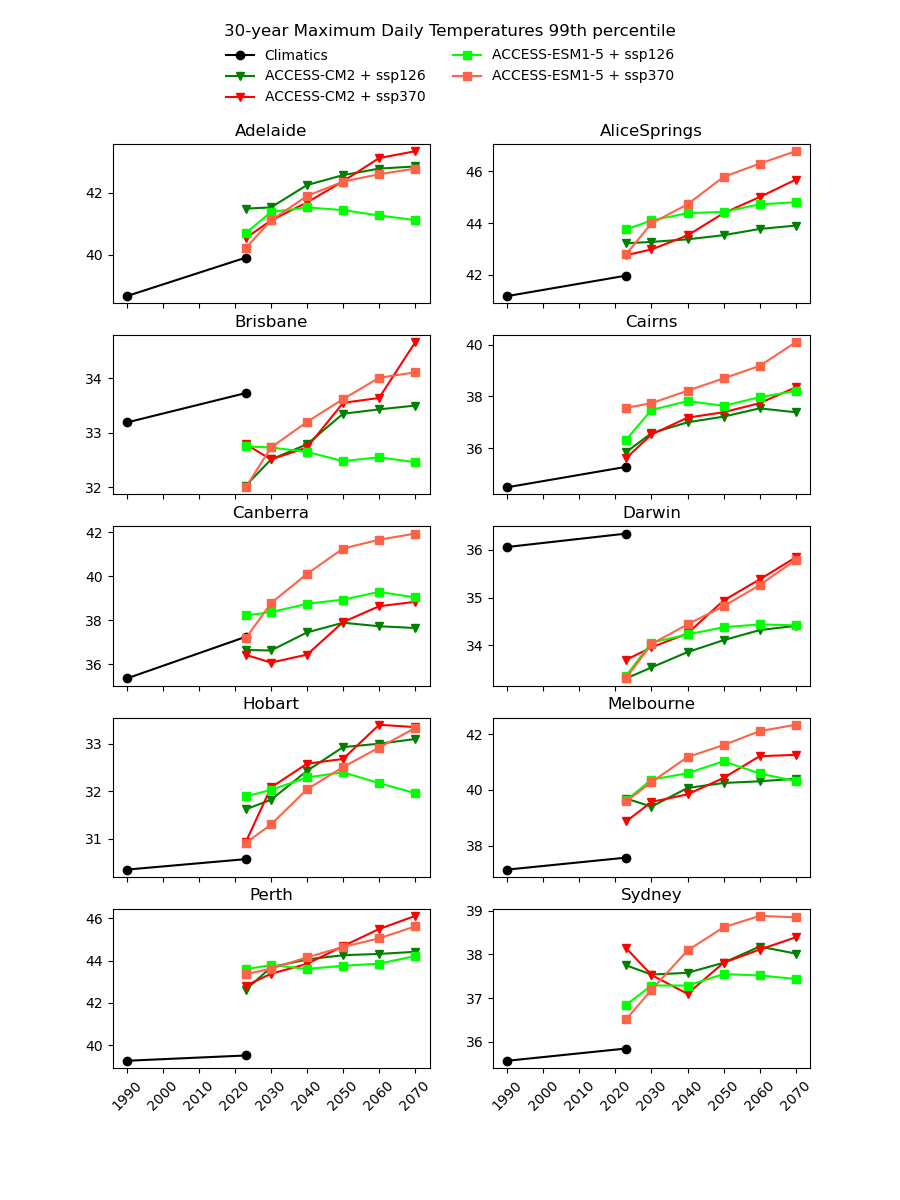 30-year Maximum Daily Temperatures 99th percentile
Climatics
ACCESS-CM2 + ssp126
ACCESS-CM2 + ssp370
ACCESS-ESM1-5 + ssp126
ACCESS-ESM1-5 + ssp370
Adelaide
42
40
AliceSprings
46
44
42
Brisbane
34
33
32
Cairns
40
38
36
Canberra
42
40
38
36
Darwin
36
35
34
Hobart
33
32
31
Melbourne
42
40
38
Perth
46
44
42
40
1990 2000 2010 2020 2030 2040 2050 2060 2070
Sydney
39
38
37
36
1990 2000 2010 2020 2030 2040 2050 2060 2070